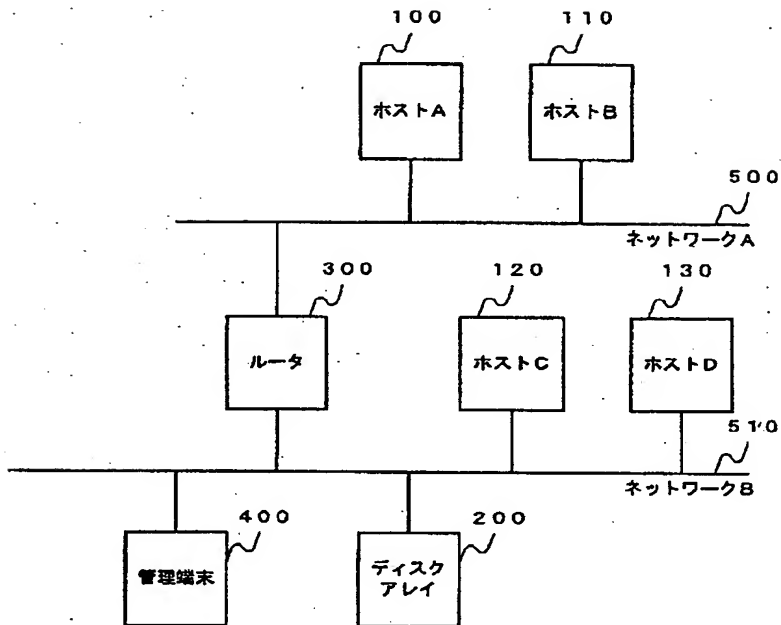 100
110
ホストA
ホストB
500
ネットワークA
300
120
130
ルータ
ホストC
ホストD
510
ネットワークB
400
200
管理端末
ディスク
アレイ